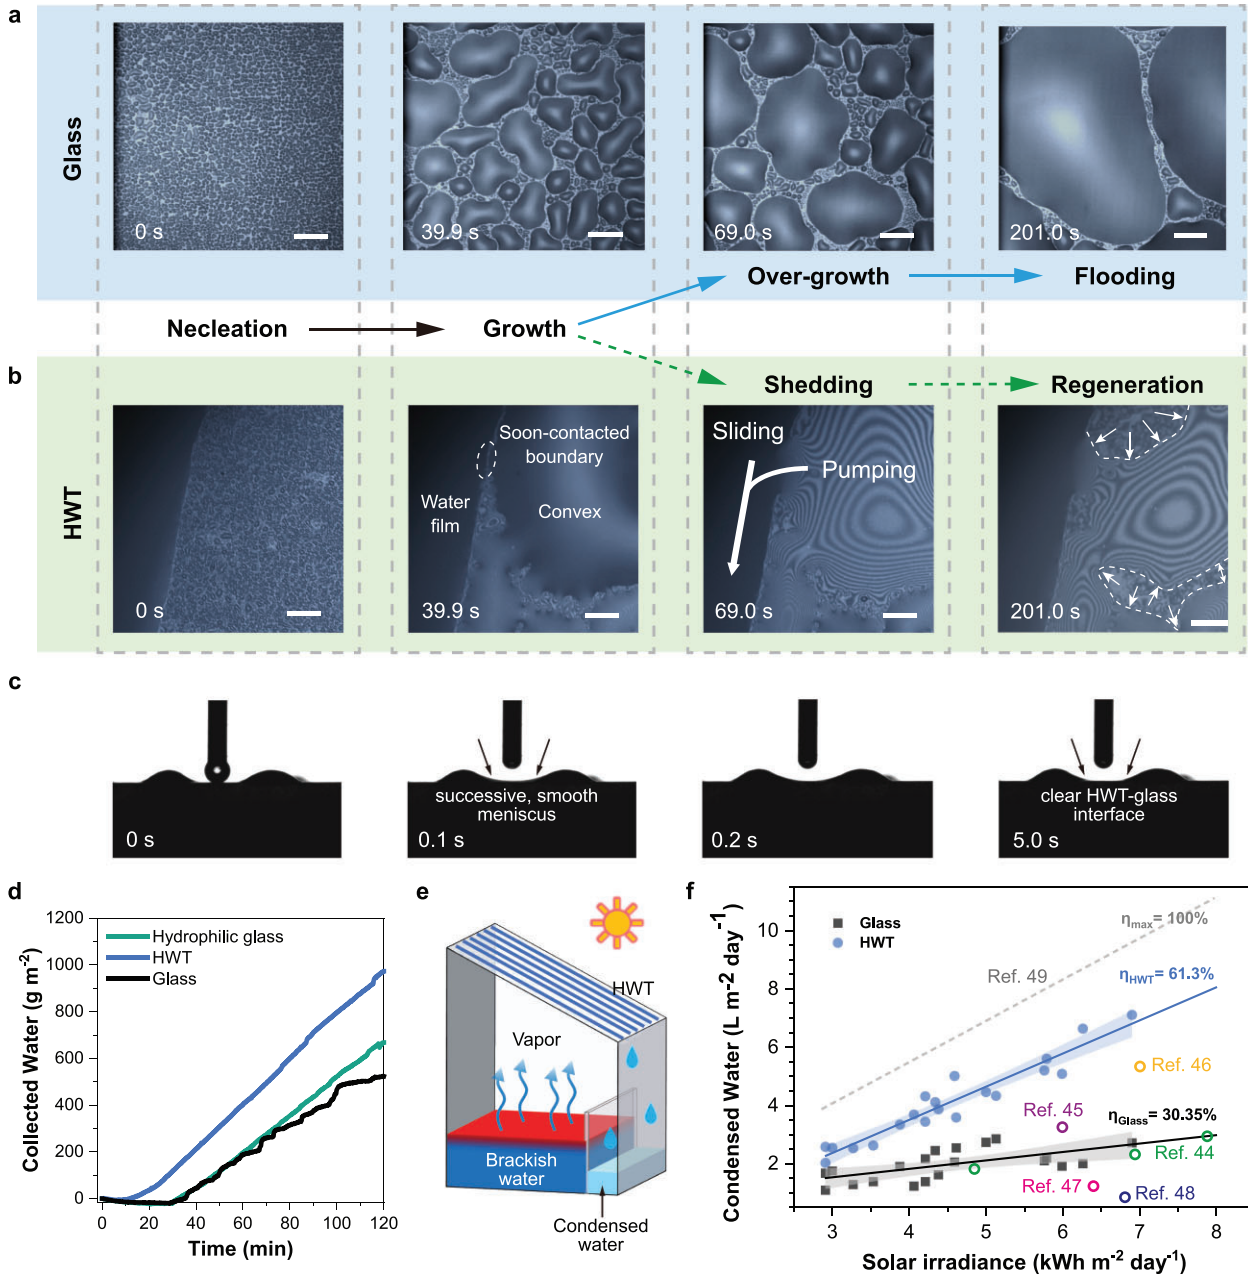 a
Glass
0 s
39.9 s
69.0 s
201.0 s
Over-growth
Flooding
Necleation
Growth
b
Shedding
Regeneration
HWT
0 s
Soon-contacted
boundary
Water
film
Convex
39.9 s
Sliding
Pumping
69.0 s
201.0 s
c
0 s
successive, smooth
meniscus
0.1 s
0.2 s
clear HWT-glass
interface
5.0 s
d
Collected Water (g m-2)
1200
1000
800
600
400
200
0
Hydrophilic glass
HWT
Glass
0 20 40 60 80 100 120
Time (min)
e
HWT
Vapor
Brackish
water
Condensed
water
f
Condensed Water (L m-2 day-1)
10
8
6
4
2
0
Glass
HWT
ηmax= 100%
Ref. 49
ηHWT= 61.3%
Ref. 46
Ref. 45
ηGlass= 30.35%
Ref. 44
Ref. 47
Ref. 48
3 4 5 6 7 8
Solar irradiance (kWh m-2 day-1)